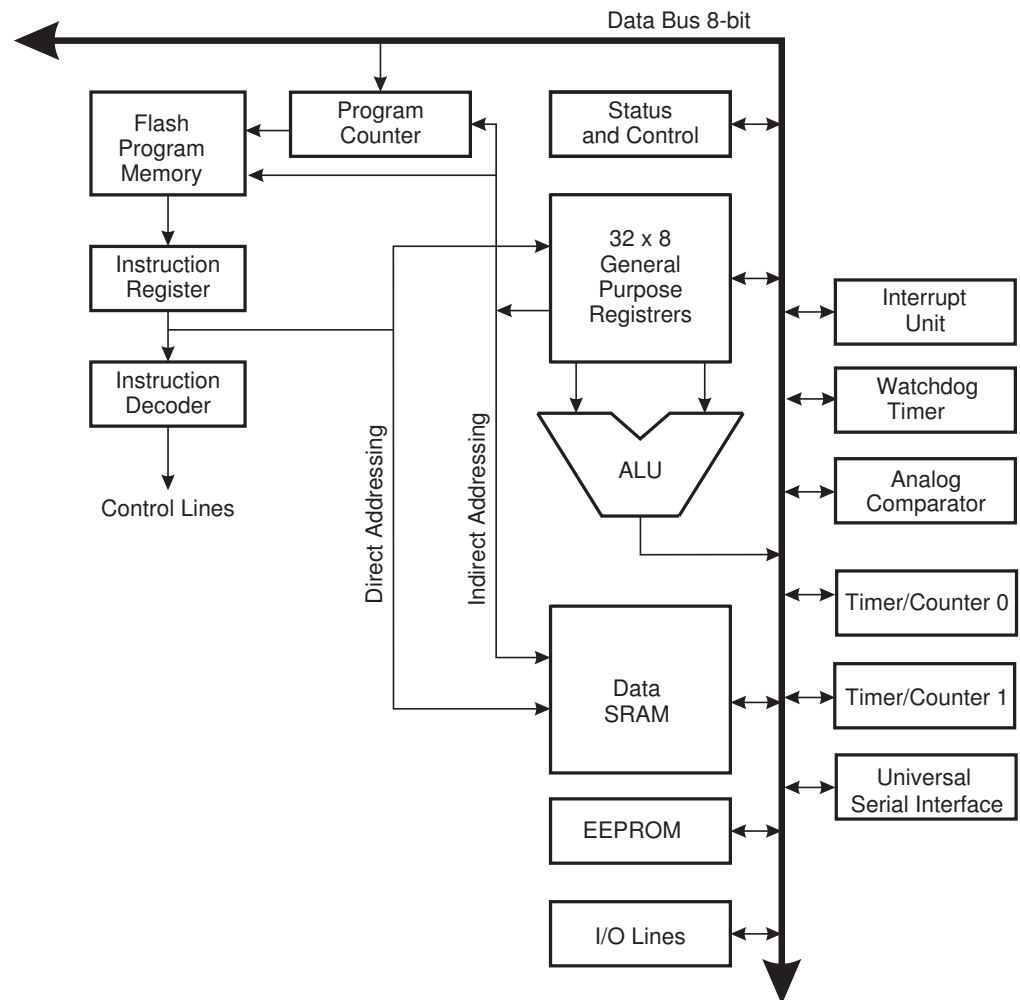 Data Bus 8-bit
Flash
Program
Memory
Program
Counter
Status
and Control
32 x 8
General
Purpose
Registrers
Instruction
Register
Instruction
Decoder
Control Lines
Direct Addressing
Indirect Addressing
ALU
Interrupt
Unit
Watchdog
Timer
Analog
Comparator
Timer/Counter 0
Data
SRAM
Timer/Counter 1
Universal
Serial Interface
EEPROM
I/O Lines